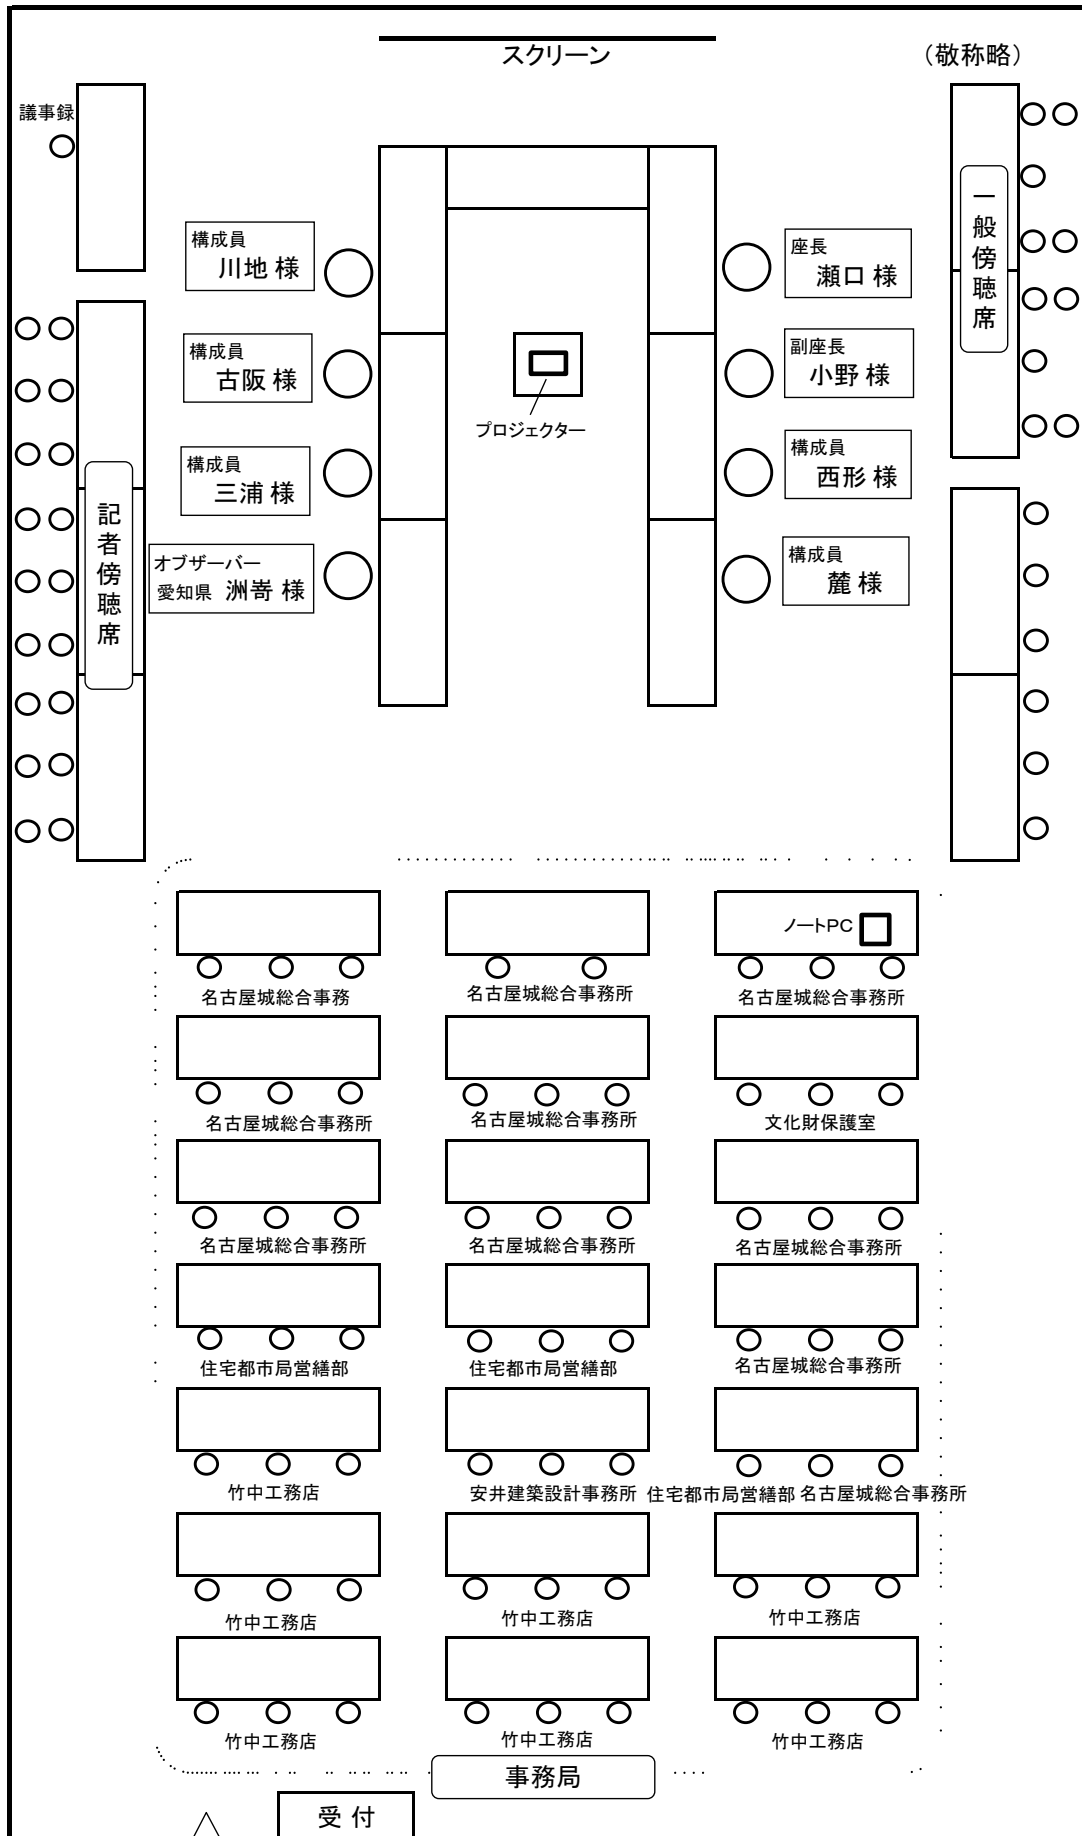 スクリーン
（敬称略）
議事録
一般傍聴席
構成員
川地 様
座長
瀬口 様
構成員
古阪 様
副座長
小野 様
プロジェクター
構成員
三浦 様
構成員
西形 様
記者傍聴席
オブザーバー
愛知県 洲嵜 様
構成員
麓 様
ノートPC
名古屋城総合事務
名古屋城総合事務所
名古屋城総合事務所
名古屋城総合事務所
名古屋城総合事務所
文化財保護室
名古屋城総合事務所
名古屋城総合事務所
名古屋城総合事務所
住宅都市局営繕部
住宅都市局営繕部
名古屋城総合事務所
竹中工務店
安井建築設計事務所
住宅都市局営繕部 名古屋城総合事務所
竹中工務店
竹中工務店
竹中工務店
竹中工務店
竹中工務店
竹中工務店
事務局
受 付